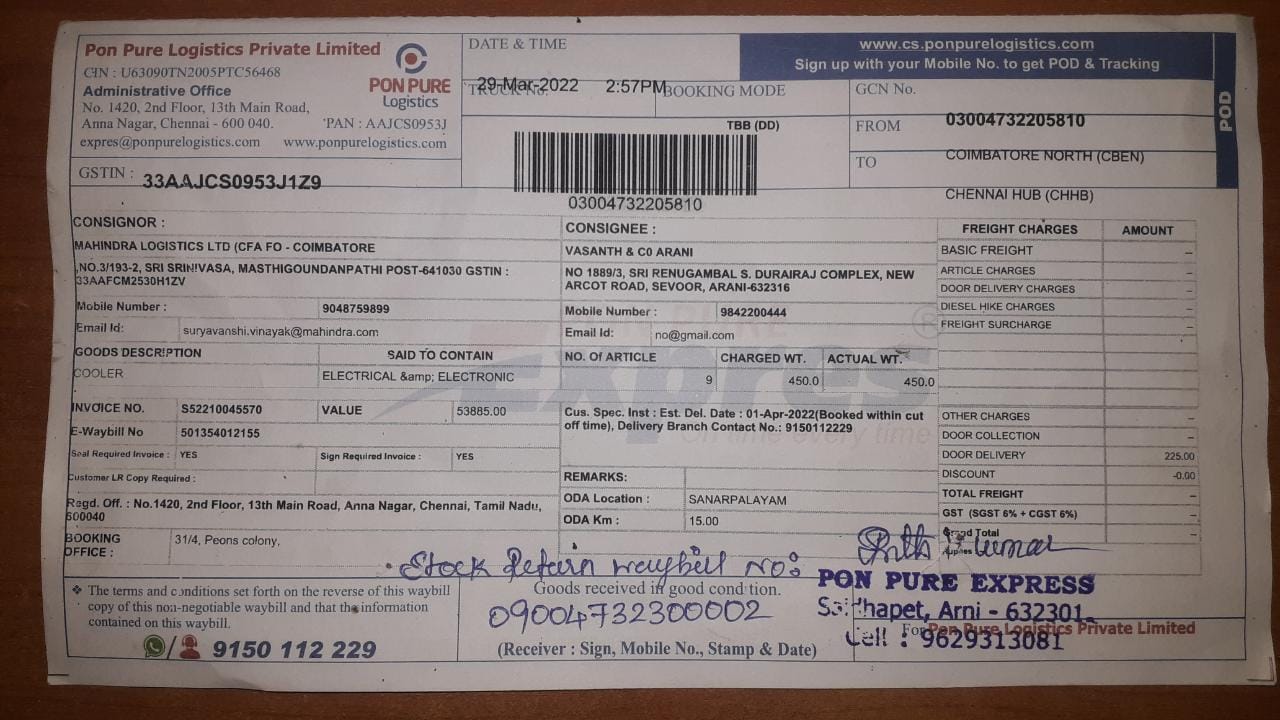 Pon Pure Logistics Private Limited
CIN : U63090TN2005PTC56468
Administrative Office
No. 1420, 2nd Floor, 13th Main Road,
Anna Nagar, Chennai - 600 040. PAN : AAJCS0953J
expres@ponpurelogistics.com www.ponpurelogistics.com
PON PURE
Logistics
GSTIN : 33AAJCS0953J1Z9
DATE & TIME
29-Mar-2022 2:57PM
TRUCK No.
BOOKING MODE
TBB (DD)
03004732205810
www.cs.ponpurelogistics.com
Sign up with your Mobile No. to get POD & Tracking
POD
GCN No.
03004732205810
FROM
COIMBATORE NORTH (CBEN)
TO
CHENNAI HUB (CHHB)
CONSIGNOR :
MAHINDRA LOGISTICS LTD (CFA FO - COIMBATORE
,NO.3/193-2, SRI SRINIVASA, MASTHIGOUNDANPATHI POST-641030 GSTIN :
33AAFCM2530H1ZV
Mobile Number : 9048759899
Email Id: suryavanshi.vinayak@mahindra.com
GOODS DESCRIPTION SAID TO CONTAIN
COOLER ELECTRICAL &amp; ELECTRONIC
INVOICE NO. S52210045570 VALUE 53885.00
E-Waybill No 501354012155
Seal Required Invoice : YES Sign Required Invoice : YES
Customer LR Copy Required :
Regd. Off. : No.1420, 2nd Floor, 13th Main Road, Anna Nagar, Chennai, Tamil Nadu,
600040
BOOKING
OFFICE : 31/4, Peons colony,
CONSIGNEE :
VASANTH & C0 ARANI
NO 1889/3, SRI RENUGAMBAL S. DURAIRAJ COMPLEX, NEW
ARCOT ROAD, SEVOOR, ARANI-632316
Mobile Number : 9842200444
Email Id: no@gmail.com
NO. Of ARTICLE CHARGED WT. ACTUAL WT.
9 450.0 450.0
Cus. Spec. Inst : Est. Del. Date : 01-Apr-2022(Booked within cut
off time), Delivery Branch Contact No.: 9150112229
Expres
On time every time
REMARKS:
ODA Location : SANARPALAYAM
ODA Km : 15.00
FREIGHT CHARGES AMOUNT
BASIC FREIGHT –
ARTICLE CHARGES –
DOOR DELIVERY CHARGES –
DIESEL HIKE CHARGES –
FREIGHT SURCHARGE –
OTHER CHARGES –
DOOR COLLECTION –
DOOR DELIVERY 225.00
DISCOUNT -0.00
TOTAL FREIGHT –
GST (SGST 6% + CGST 6%) –
Grand Total
Rupees
Stock Return waybill No:
09004732300002
The terms and conditions set forth on the reverse of this waybill
copy of this non-negotiable waybill and that the information
contained on this waybill.
9150 112 229
Goods received in good condition.
(Receiver : Sign, Mobile No., Stamp & Date)
PON PURE EXPRESS
Saidhapet, Arni - 632301.
Cell : 9629313081
For Pon Pure Logistics Private Limited